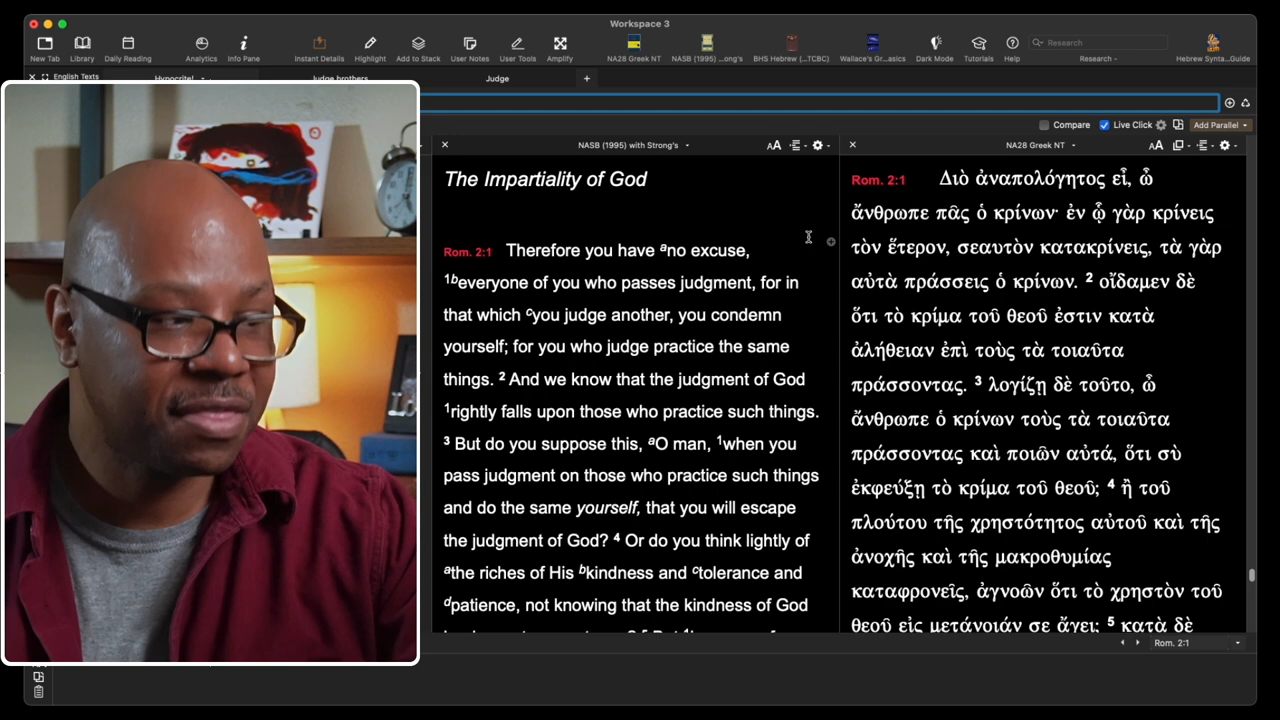 Workspace 3
New Tab
Library
Daily Reading
Analytics
Info Pane
Instant Details
Highlight
Add to Stack
User Notes
User Tools
Amplify
NA28 Greek NT
NASB (1995) ...ong's
BHS Hebrew (...TCBC)
Wallace's Gr...asics
Dark Mode
Tutorials
Help
Research
Research
Hebrew Synta...Guide
English Texts
Hypocrite!
Judge brothers
Judge
Compare
Live Click
Add Parallel
NASB (1995) with Strong's
The Impartiality of God
Rom. 2:1 Therefore you have ᵃno excuse,
¹ᵇeveryone of you who passes judgment, for in
that which ᶜyou judge another, you condemn
yourself; for you who judge practice the same
things. ² And we know that the judgment of God
¹rightly falls upon those who practice such things.
³ But do you suppose this, ᵃO man, ¹when you
pass judgment on those who practice such things
and do the same yourself, that you will escape
the judgment of God? ⁴ Or do you think lightly of
ᵃthe riches of His ᵇkindness and ᶜtolerance and
ᵈpatience, not knowing that the kindness of God
NA28 Greek NT
Rom. 2:1 Διὸ ἀναπολόγητος εἶ, ὦ
ἄνθρωπε πᾶς ὁ κρίνων· ἐν ᾧ γὰρ κρίνεις
τὸν ἕτερον, σεαυτὸν κατακρίνεις, τὰ γὰρ
αὐτὰ πράσσεις ὁ κρίνων. ² οἴδαμεν δὲ
ὅτι τὸ κρίμα τοῦ θεοῦ ἐστιν κατὰ
ἀλήθειαν ἐπὶ τοὺς τὰ τοιαῦτα
πράσσοντας. ³ λογίζῃ δὲ τοῦτο, ὦ
ἄνθρωπε ὁ κρίνων τοὺς τὰ τοιαῦτα
πράσσοντας καὶ ποιῶν αὐτά, ὅτι σὺ
ἐκφεύξῃ τὸ κρίμα τοῦ θεοῦ; ⁴ ἢ τοῦ
πλούτου τῆς χρηστότητος αὐτοῦ καὶ τῆς
ἀνοχῆς καὶ τῆς μακροθυμίας
καταφρονεῖς, ἀγνοῶν ὅτι τὸ χρηστὸν τοῦ
θεοῦ εἰς μετάνοιάν σε ἄγει; ⁵ κατὰ δὲ
Rom. 2:1